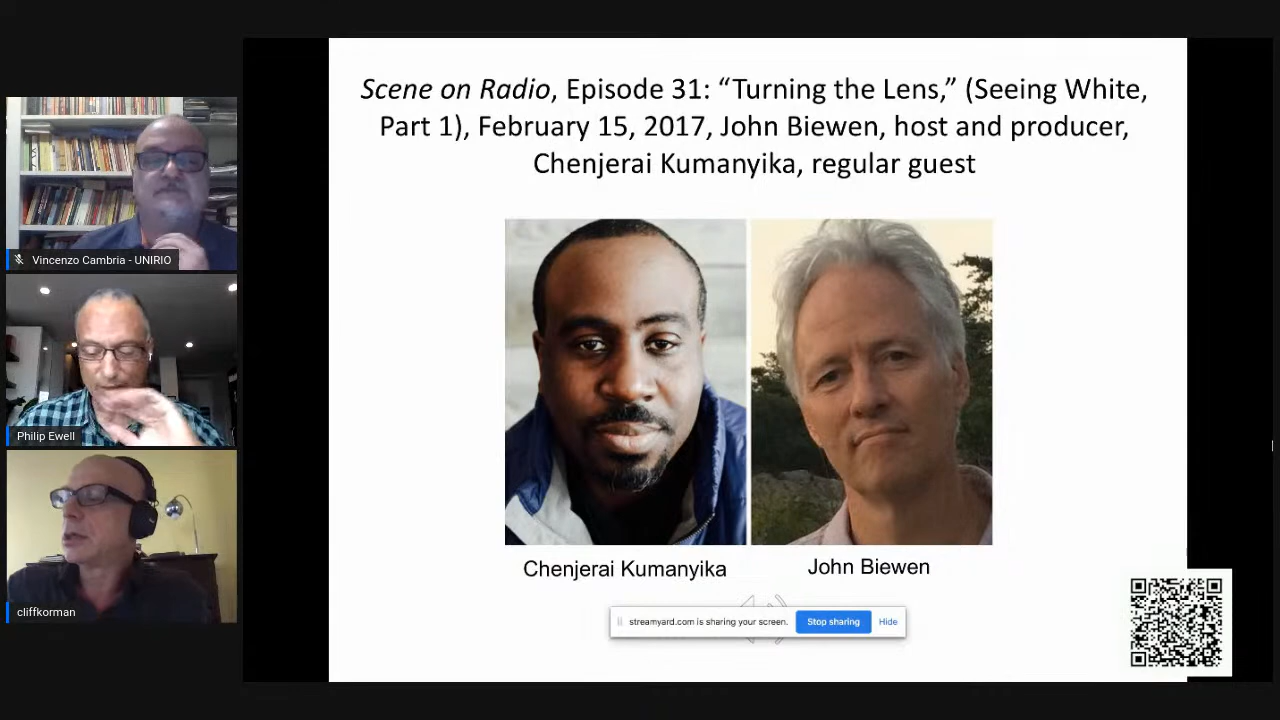 Scene on Radio, Episode 31: “Turning the Lens,” (Seeing White,
Part 1), February 15, 2017, John Biewen, host and producer,
Chenjerai Kumanyika, regular guest
Vincenzo Cambria - UNIRIO
Philip Ewell
cliffkorman
Chenjerai Kumanyika
John Biewen
streamyard.com is sharing your screen.
Stop sharing
Hide